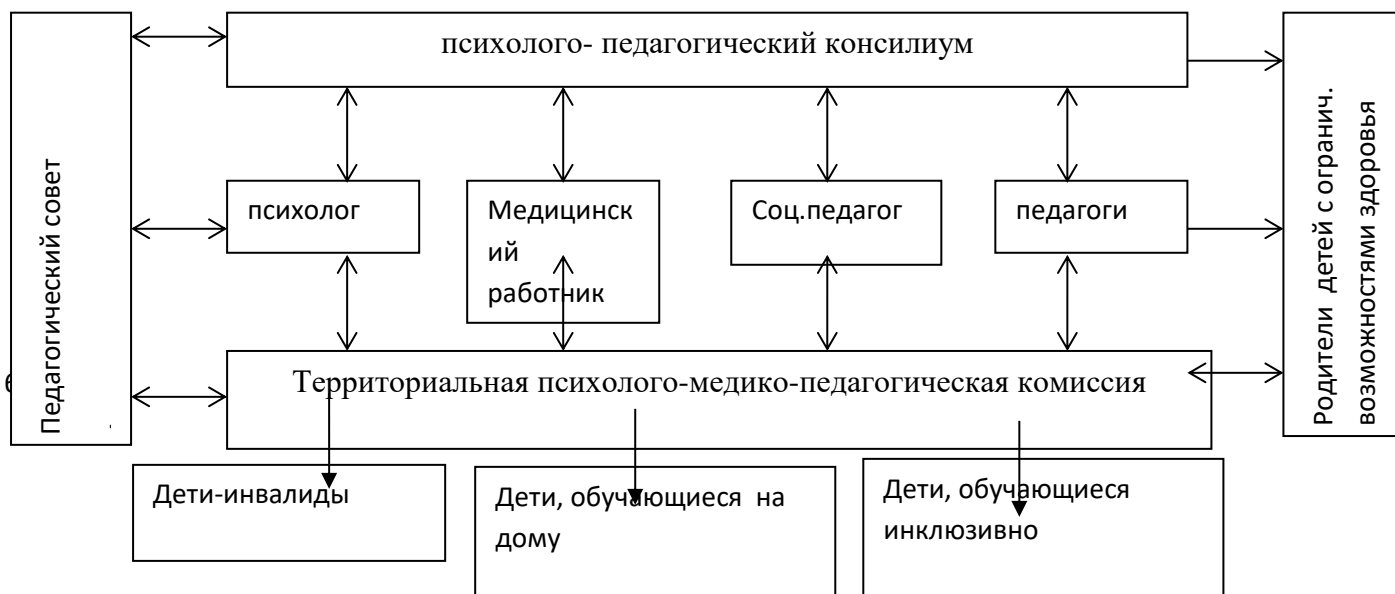 психолого- педагогический консилиум
Педагогический совет
Родители детей с огранич.
возможностями здоровья
психолог
Медицинск
ий
работник
Соц.педагог
педагоги
Территориальная психолого-медико-педагогическая комиссия
Дети-инвалиды
Дети, обучающиеся на
дому
Дети, обучающиеся
инклюзивно